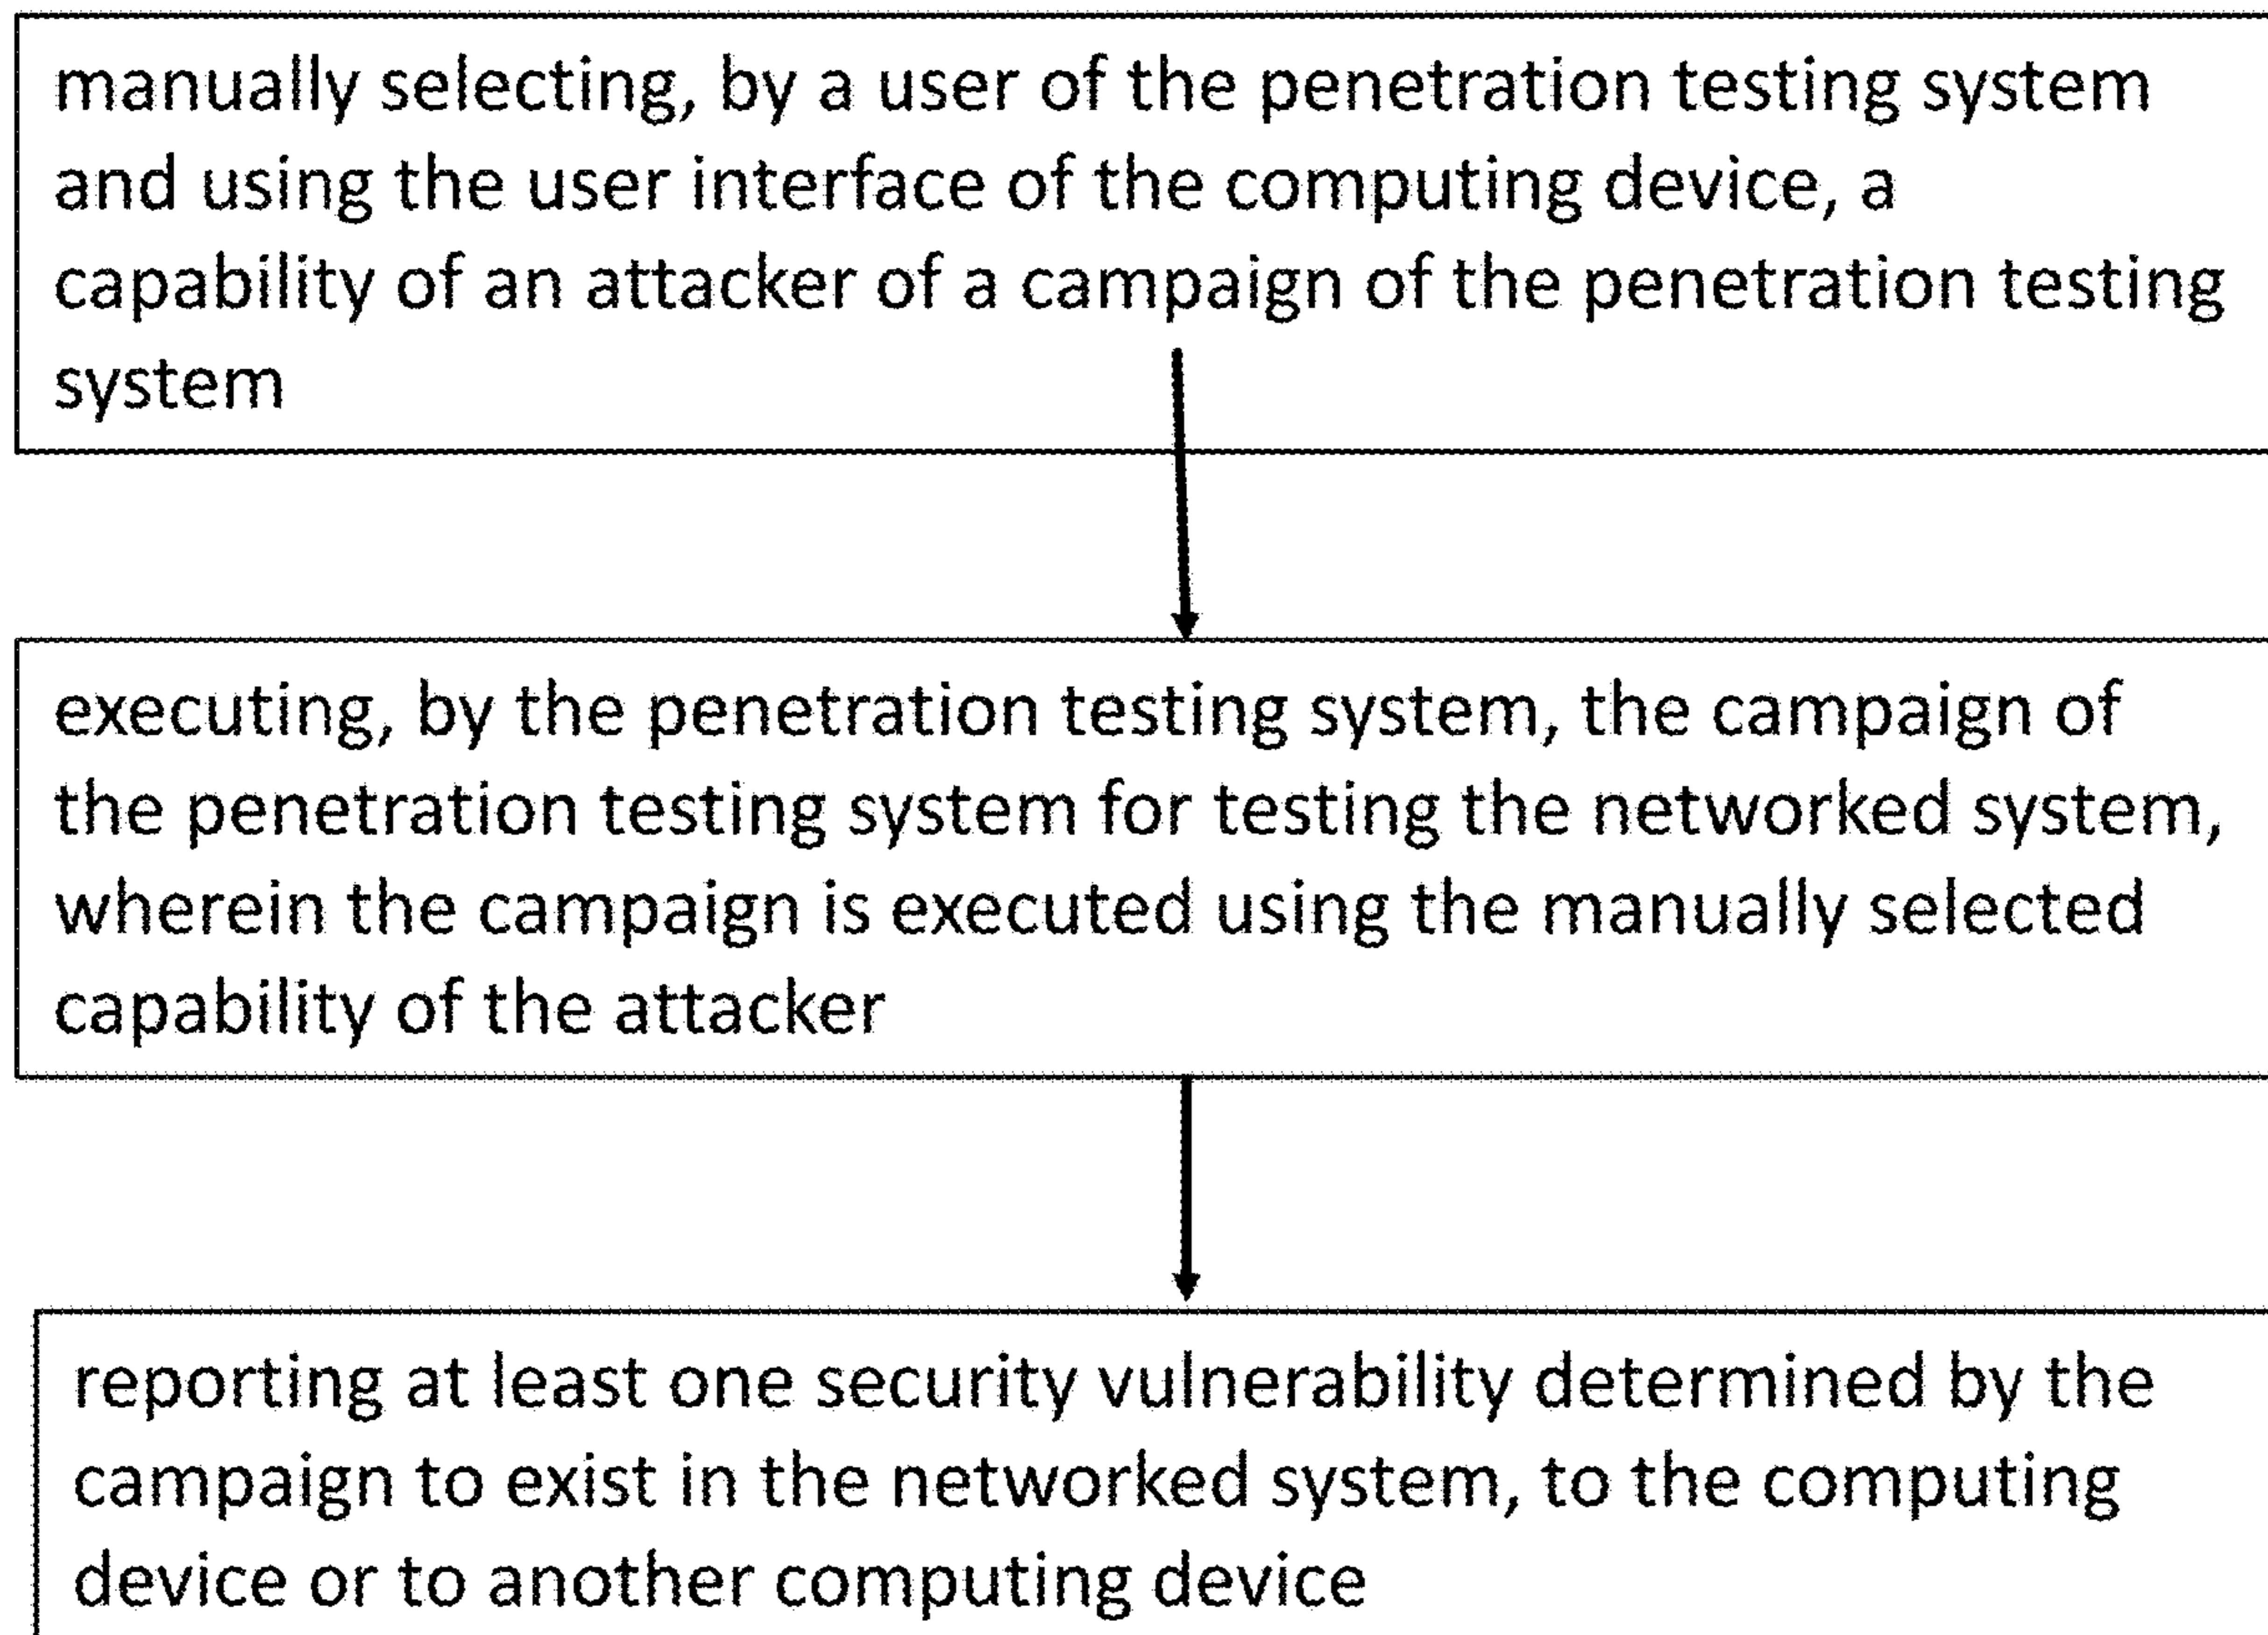 manually selecting, by a user of the penetration testing system
and using the user interface of the computing device, a
capability of an attacker of a campaign of the penetration testing
system
executing, by the penetration testing system, the campaign of
the penetration testing system for testing the networked system,
wherein the campaign is executed using the manually selected
capability of the attacker
reporting at least one security vulnerability determined by the
campaign to exist in the networked system, to the computing
device or to another computing device